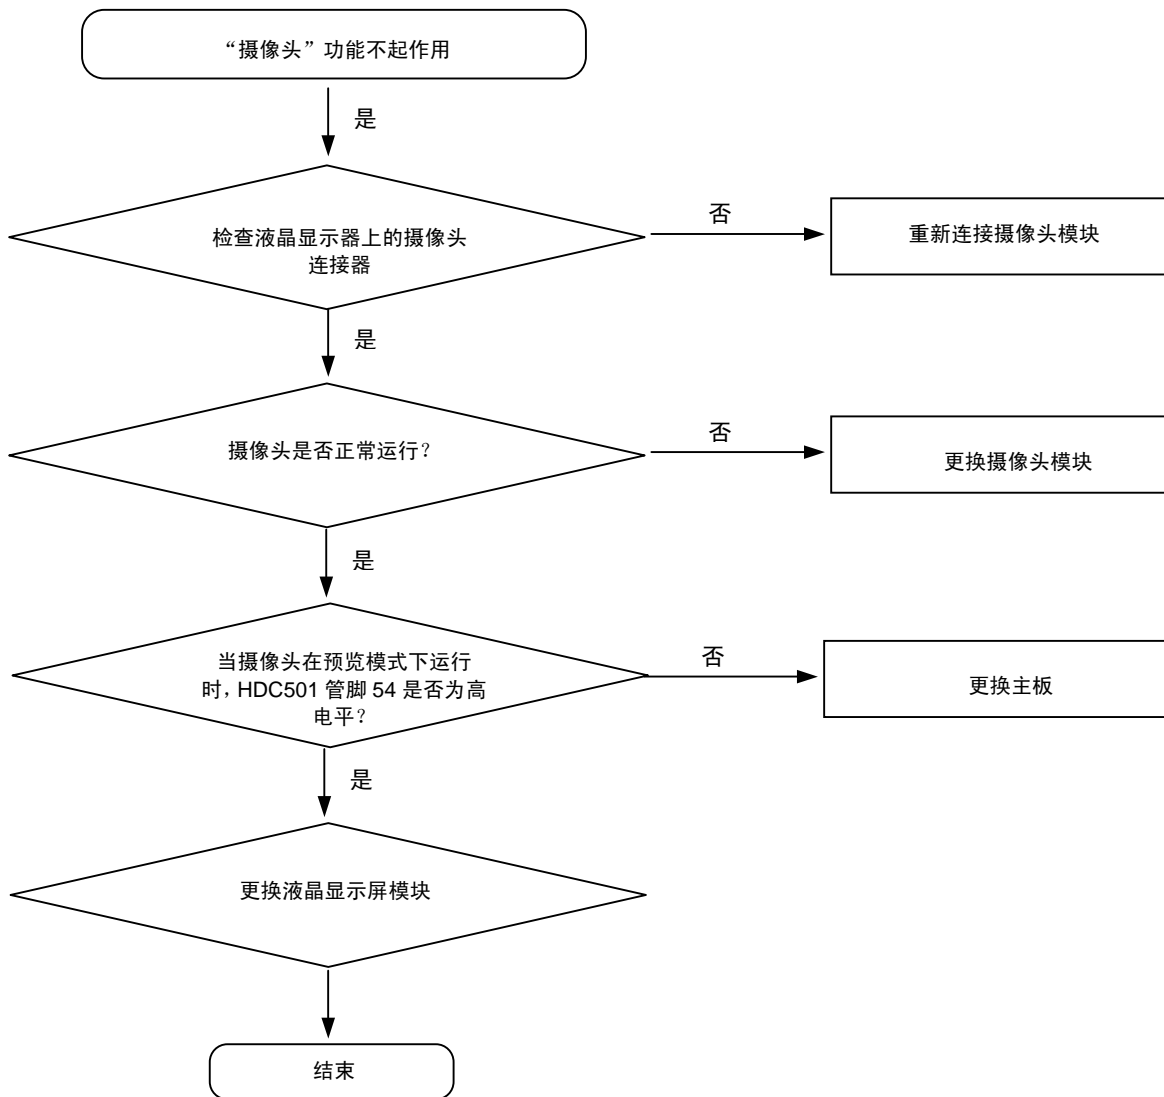 “摄像头”功能不起作用
是
检查液晶显示器上的摄像头
连接器
否
重新连接摄像头模块
是
摄像头是否正常运行?
否
更换摄像头模块
是
当摄像头在预览模式下运行
时, HDC501 管脚 54 是否为高
电平?
否
更换主板
是
更换液晶显示屏模块
结束